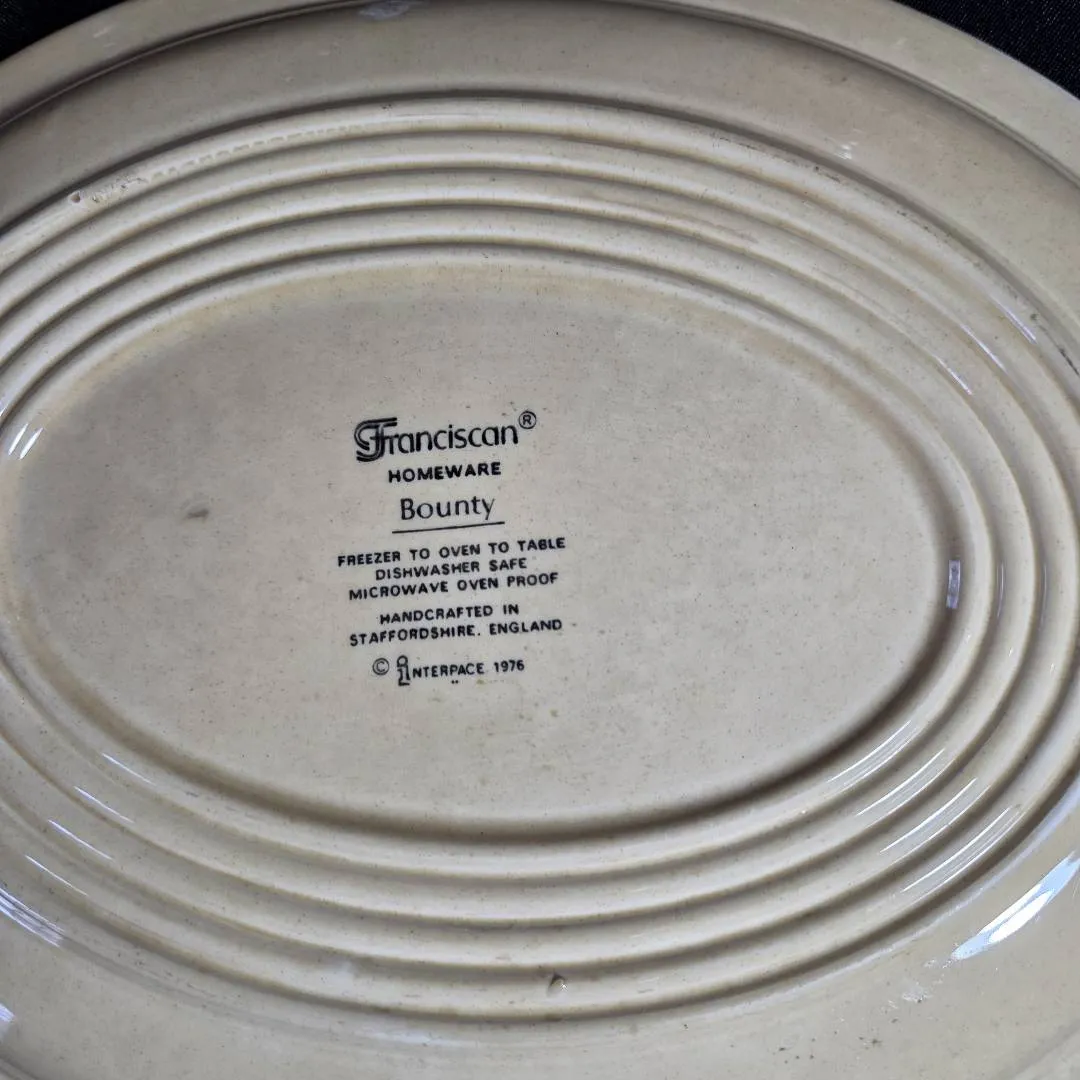 Franciscan®
HOMEWARE
Bounty
FREEZER TO OVEN TO TABLE
DISHWASHER SAFE
MICROWAVE OVEN PROOF
HANDCRAFTED IN
STAFFORDSHIRE. ENGLAND
© INTERPACE 1976